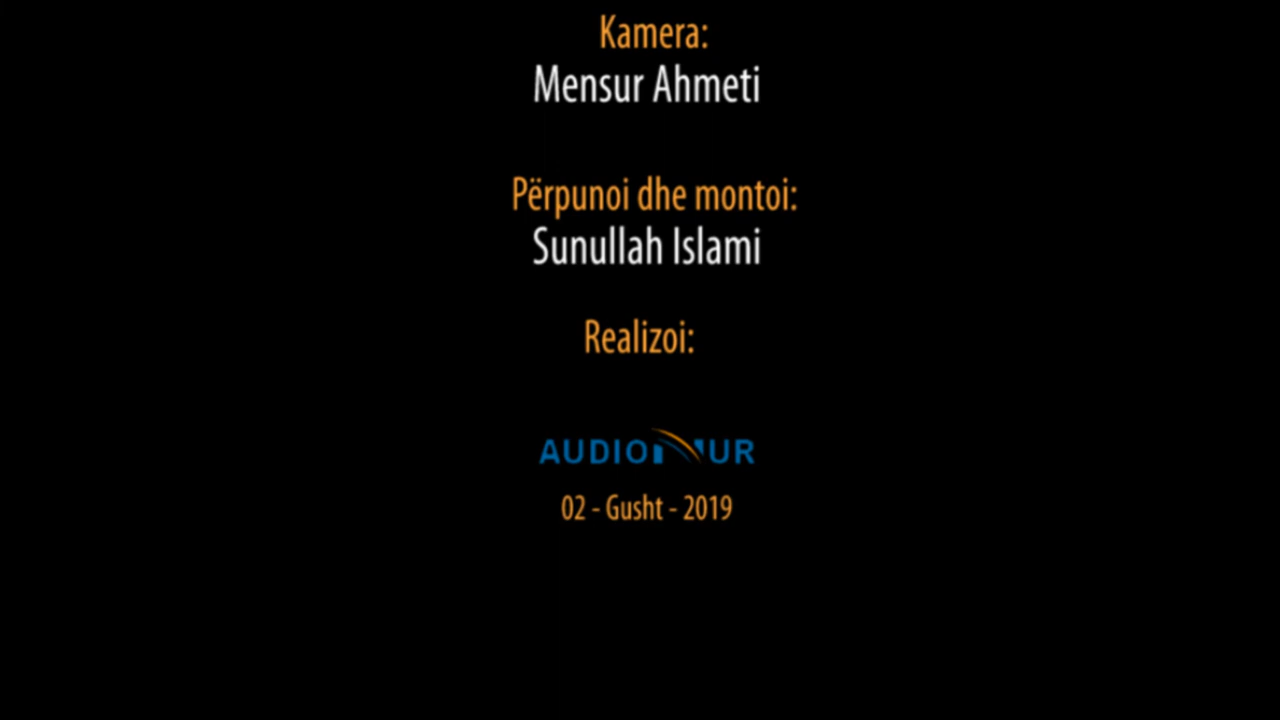 Kamera:
Mensur Ahmeti
Përpunoi dhe montoi:
Sunullah Islami
Realizoi:
AUDIONUR
02 - Gusht - 2019